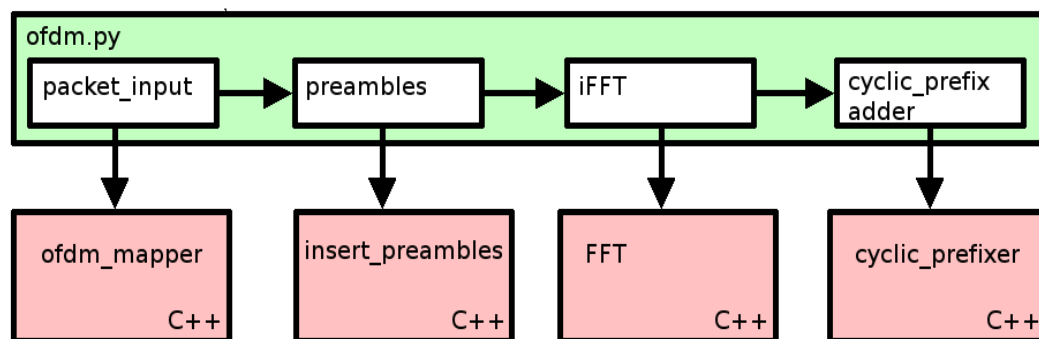 ofdm.py
packet_input
preambles
iFFT
cyclic_prefix
adder
ofdm_mapper
C++
insert_preambles
C++
FFT
C++
cyclic_prefixer
C++